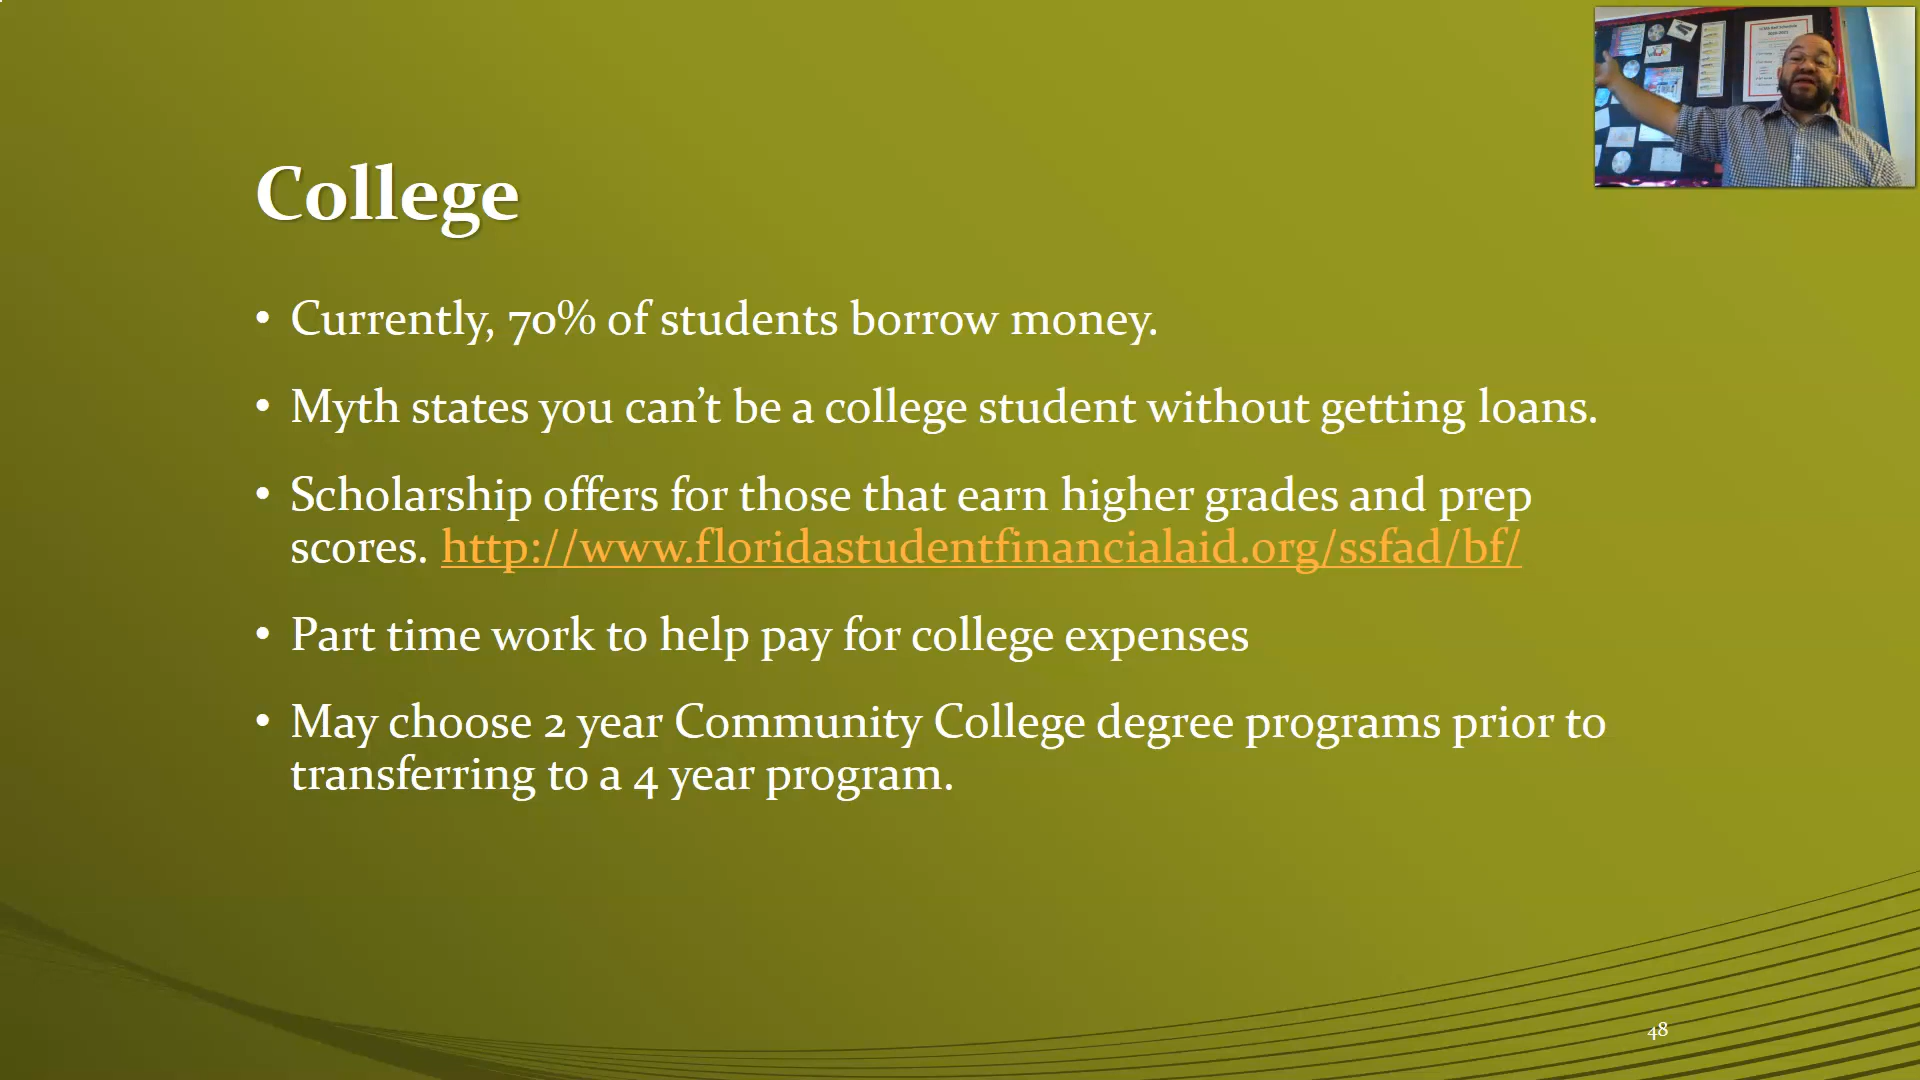 College
• Currently, 70% of students borrow money.
• Myth states you can’t be a college student without getting loans.
• Scholarship offers for those that earn higher grades and prep
scores. http://www.floridastudentfinancialaid.org/ssfad/bf/
• Part time work to help pay for college expenses
• May choose 2 year Community College degree programs prior to
transferring to a 4 year program.
48